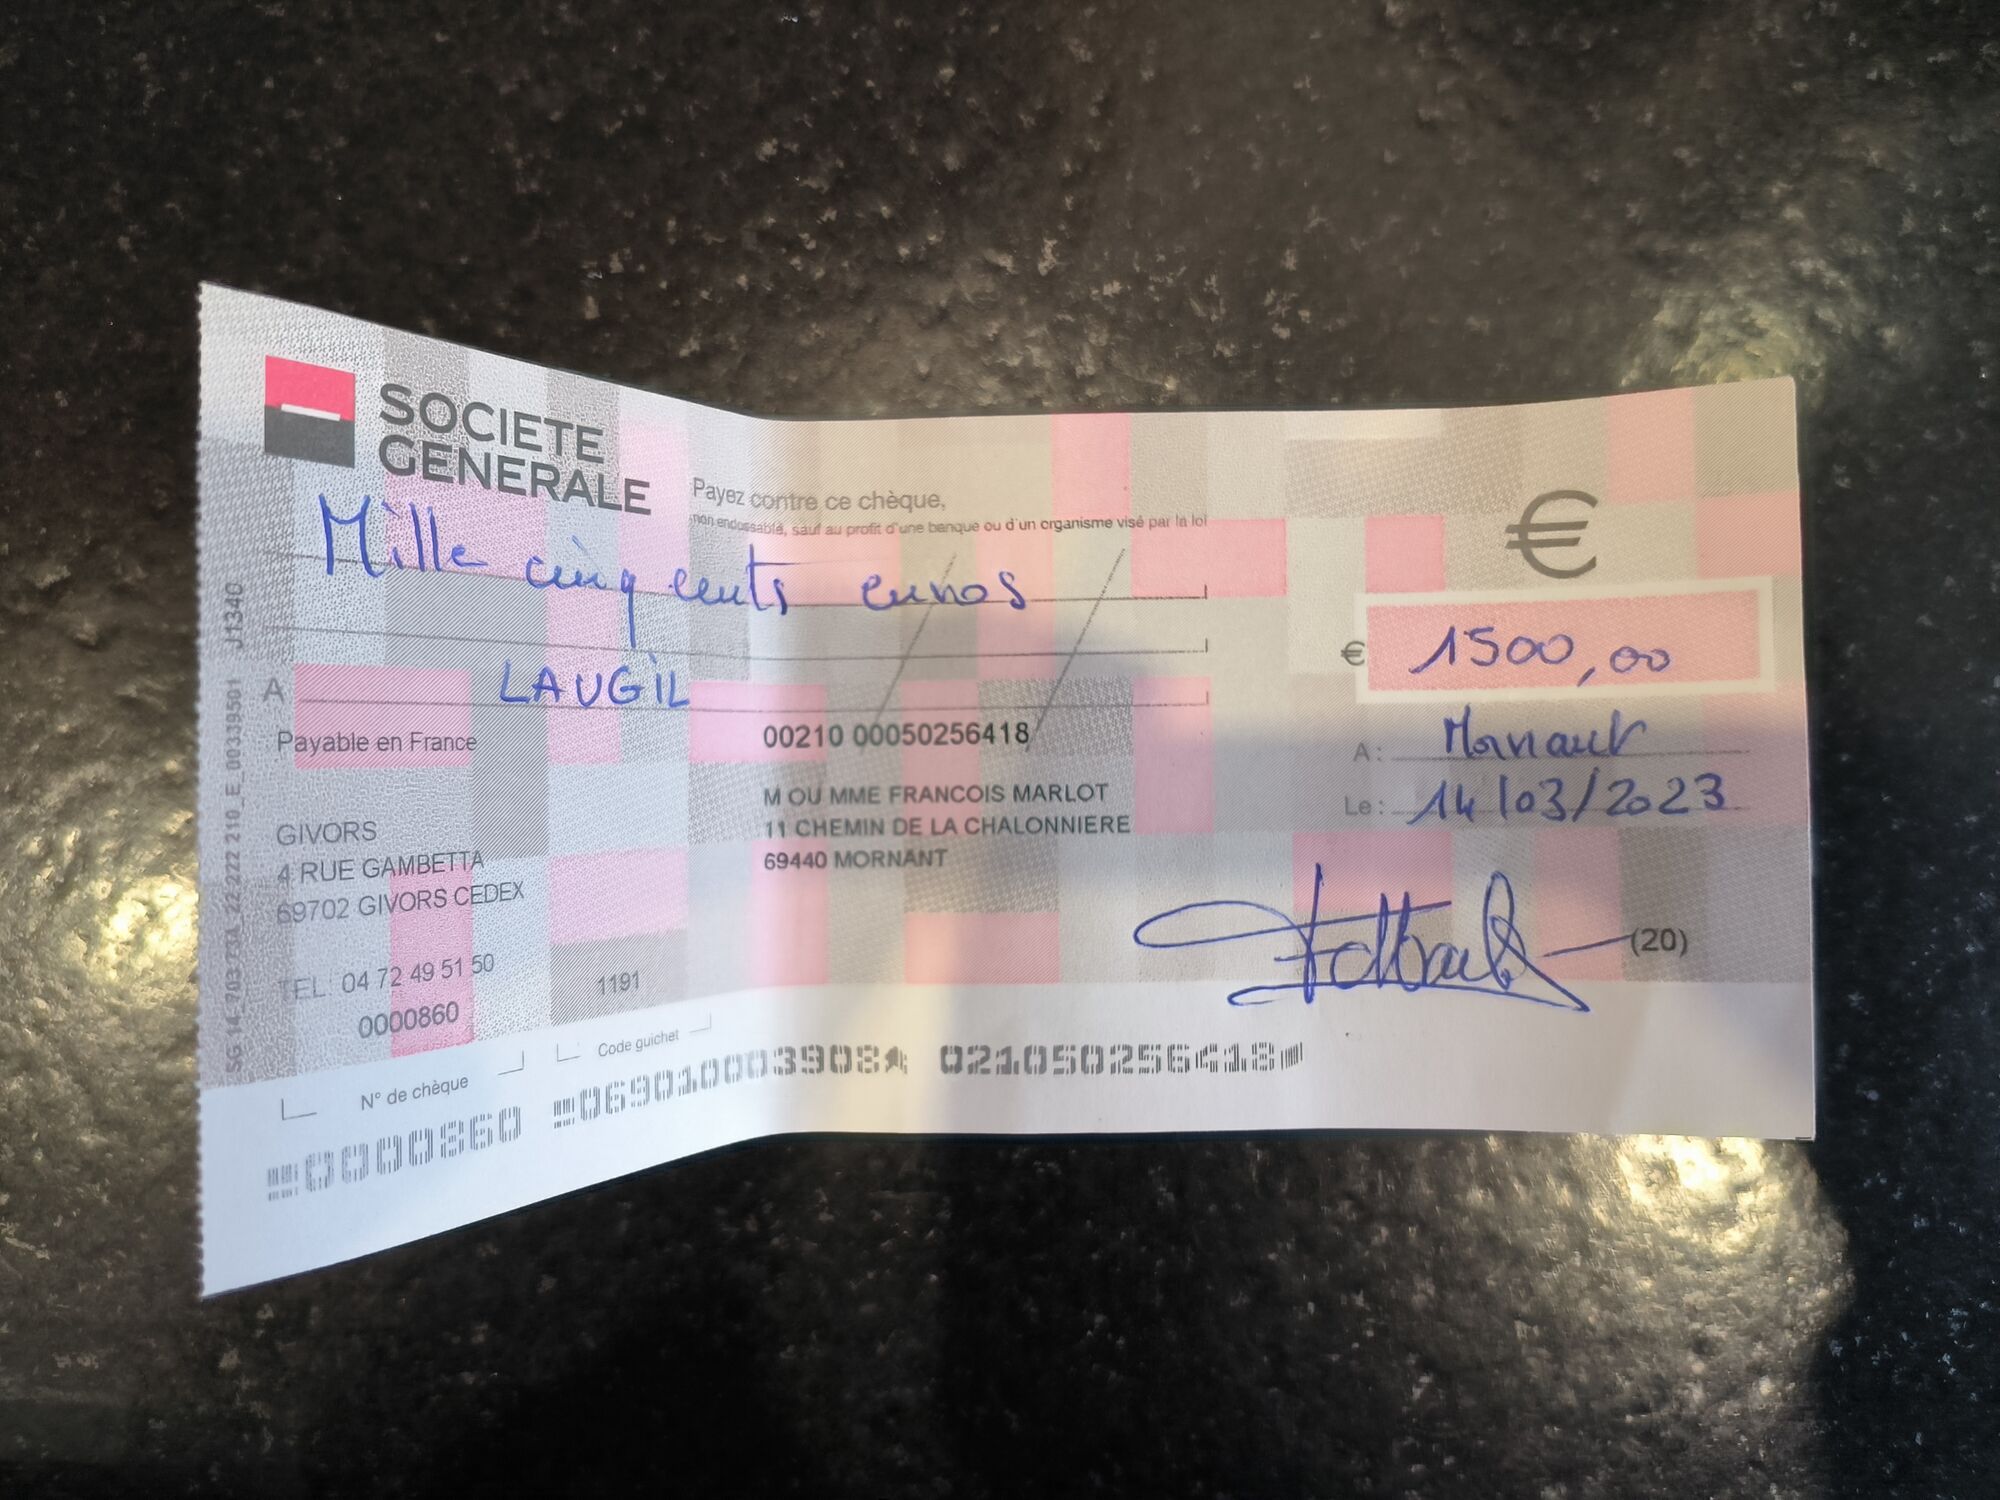 SOCIETE
GENERALE
Payez contre ce chèque,
non endossable, sauf au profit d'une banque ou d'un organisme visé par la loi
€
Mille cinq cents euros
€ 1500,00
A LAUGIL
Payable en France
00210 00050256418
A : Mornant
Le : 14/03/2023
M OU MME FRANCOIS MARLOT
11 CHEMIN DE LA CHALONNIERE
69440 MORNANT
GIVORS
4 RUE GAMBETTA
69702 GIVORS CEDEX
TEL: 04 72 49 51 50
0000860
1191
(20)
N° de chèque
Code guichet
0000860 069010003908 021050256418
J1340